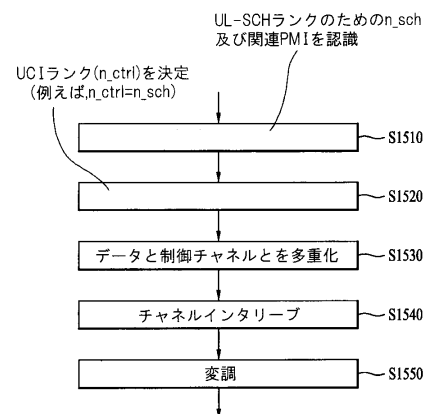 UL-SCHランクのためのn_sch
及び関連PMIを認識
UCIランク(n_ctrl)を決定
(例えば,n_ctrl=n_sch)
S1510
S1520
データと制御チャネルとを多重化
S1530
チャネルインタリーブ
S1540
変調
S1550